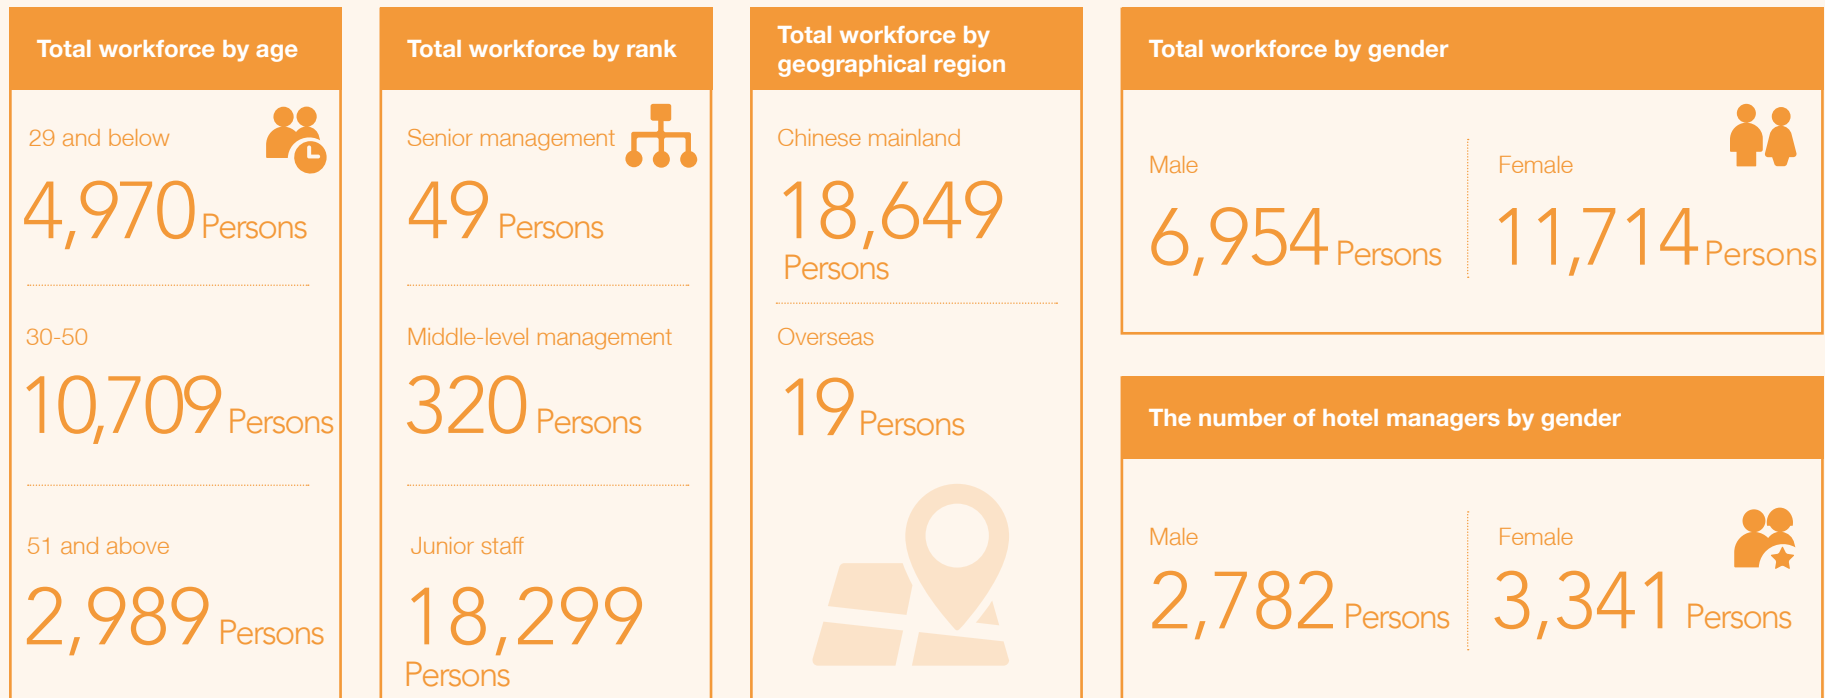 Total workforce by age
29 and below
4,970 Persons
30-50
10,709 Persons
51 and above
2,989 Persons
Total workforce by rank
Senior management
49 Persons
Middle-level management
320 Persons
Junior staff
18,299
Persons
Total workforce by
geographical region
Chinese mainland
18,649
Persons
Overseas
19 Persons
Total workforce by gender
Male
6,954 Persons
Female
11,714 Persons
The number of hotel managers by gender
Male
2,782 Persons
Female
3,341 Persons